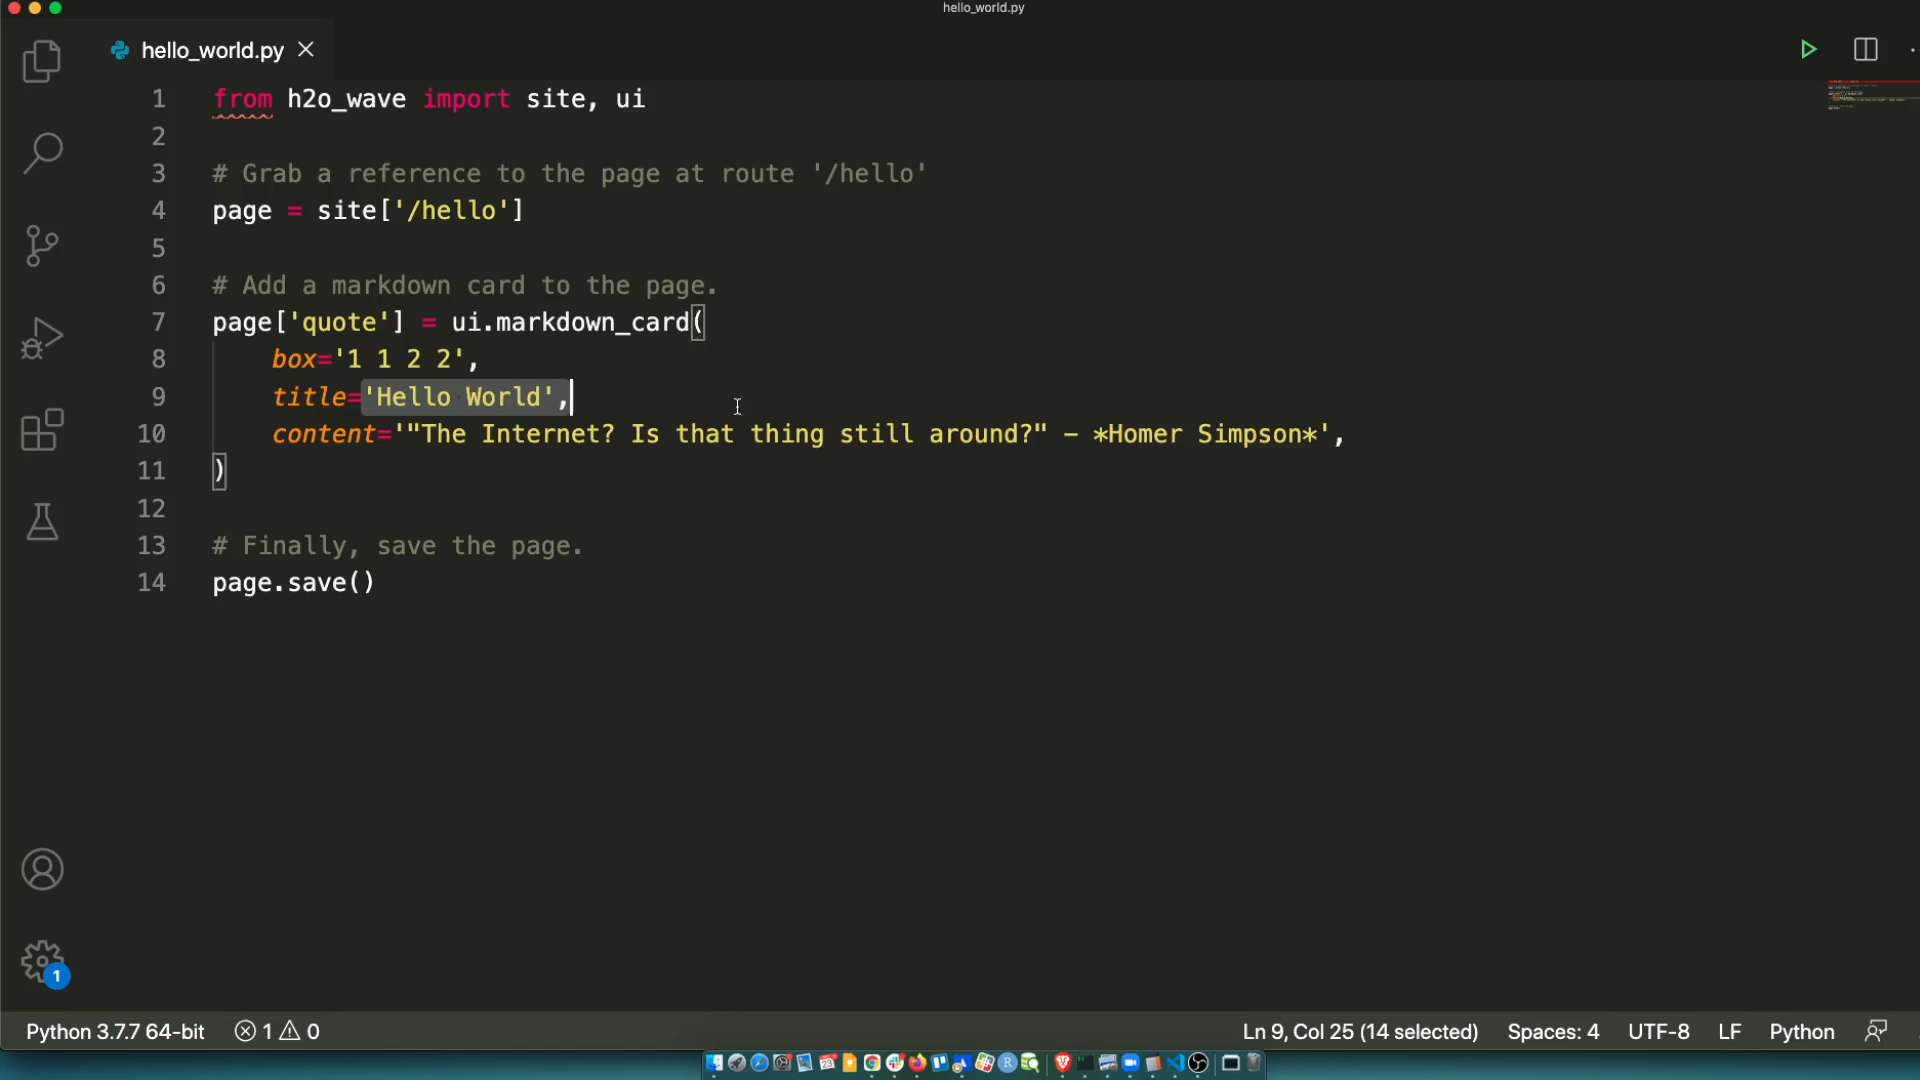 hello_world.py
hello_world.py
1 from h2o_wave import site, ui
2
3 # Grab a reference to the page at route '/hello'
4 page = site['/hello']
5
6 # Add a markdown card to the page.
7 page['quote'] = ui.markdown_card(
8 box='1 1 2 2',
9 title='Hello World',
10 content='"The Internet? Is that thing still around?" - *Homer Simpson*',
11 )
12
13 # Finally, save the page.
14 page.save()
1
Python 3.7.7 64-bit 1 0 Ln 9, Col 25 (14 selected) Spaces: 4 UTF-8 LF Python